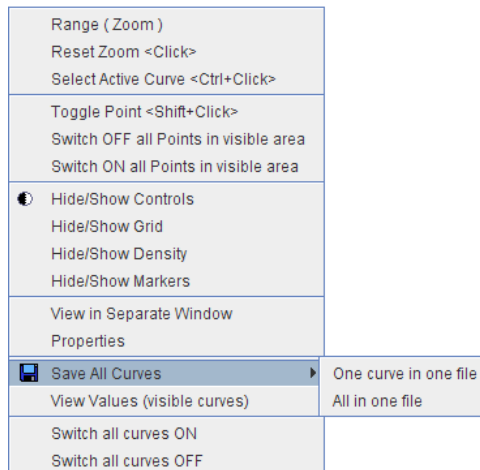 Range ( Zoom )
Reset Zoom <Click>
Select Active Curve <Ctrl+Click>
Toggle Point <Shift+Click>
Switch OFF all Points in visible area
Switch ON all Points in visible area
Hide/Show Controls
Hide/Show Grid
Hide/Show Density
Hide/Show Markers
View in Separate Window
Properties
Save All Curves
One curve in one file
View Values (visible curves)
All in one file
Switch all curves ON
Switch all curves OFF